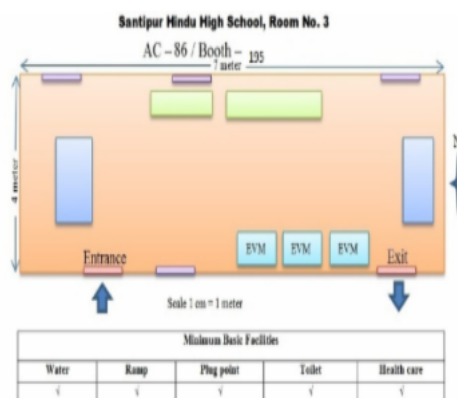 Santipur Hindu High School, Room No. 3
AC – 86 / Booth – 195
7 meter
4 meter
EVM EVM EVM
Entrance Exit
Scale 1 cm = 1 meter
Minimum Basic Facilities
Water Ramp Plug point Toilet Health care
√ √ √ √ √